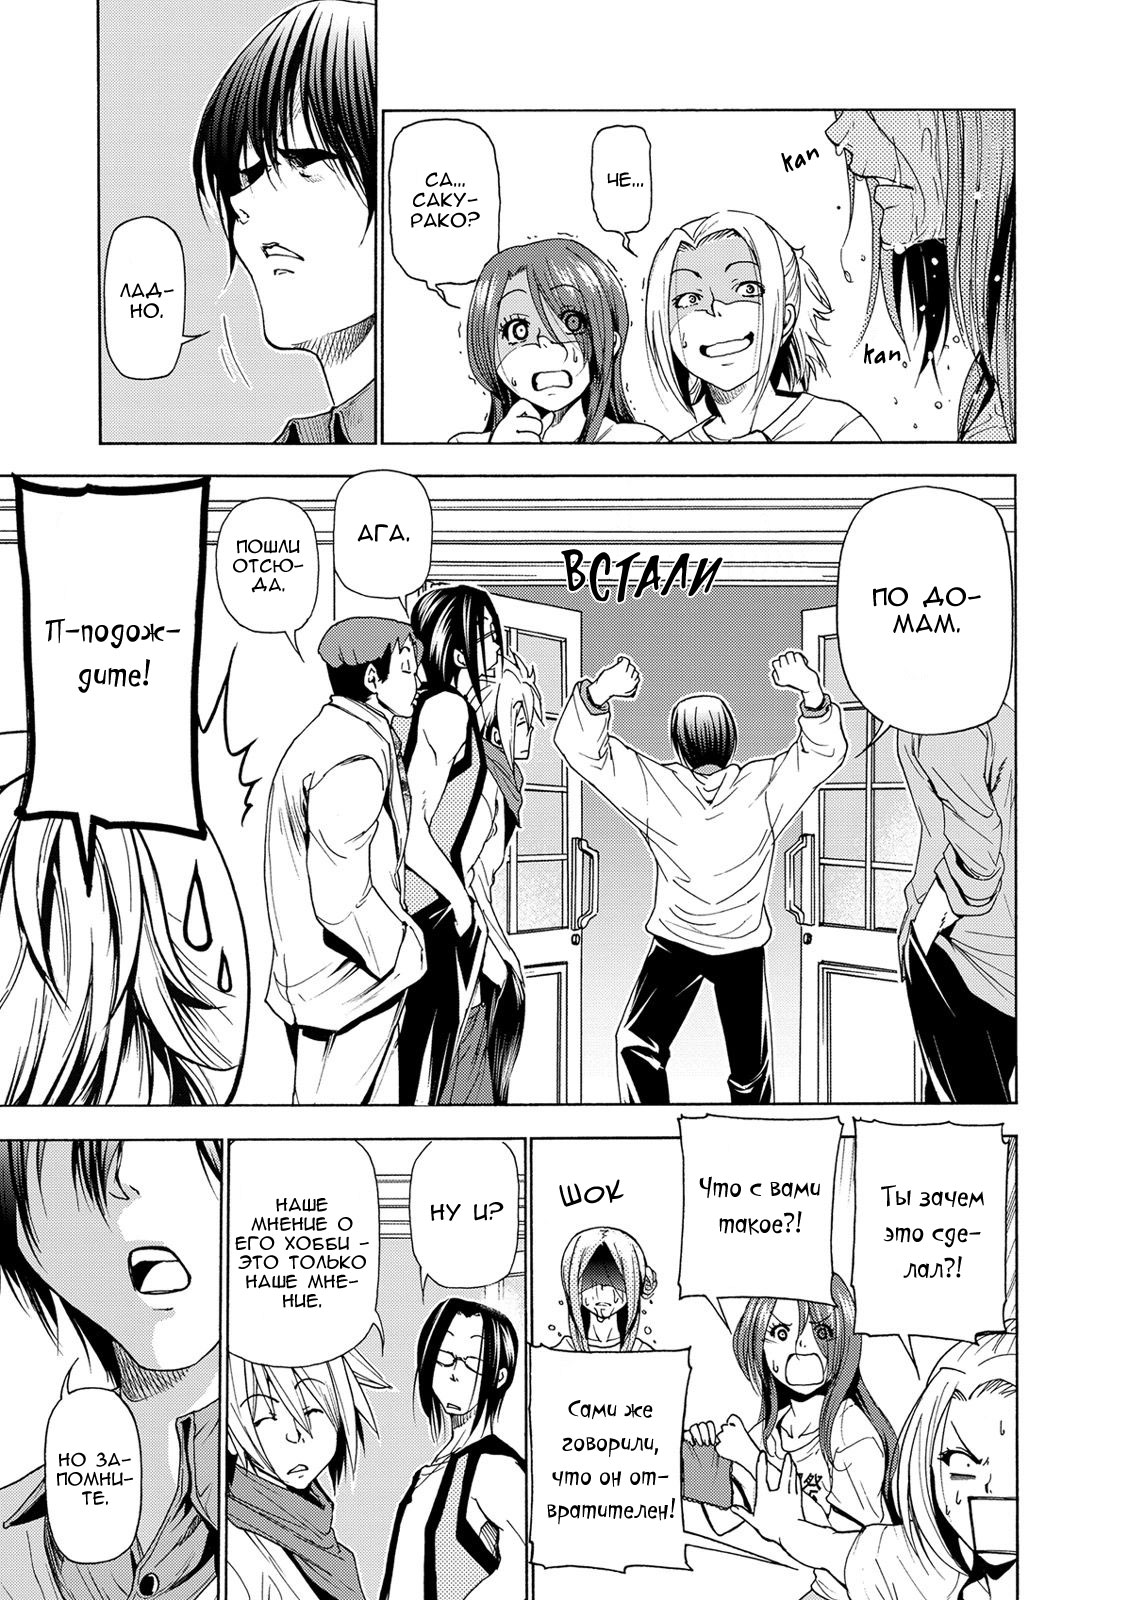 кап
ЧЕ...
СА...
САКУ-
РАКО?
кап
ЛАД-
НО.
ПО ДО-
МАМ.
ВСТАЛИ
АГА.
ПОШЛИ
ОТСЮ-
ДА.
П-подож-
дите!
Ты зачем
это сде-
лал?!
Что с вами
такое?!
ШОК
Сами же
говорили,
что он от-
вратителен!
祭
НУ И?
НАШЕ
МНЕНИЕ О
ЕГО ХОББИ -
ЭТО ТОЛЬКО
НАШЕ МНЕ-
НИЕ.
НО ЗА-
ПОМНИ-
ТЕ.